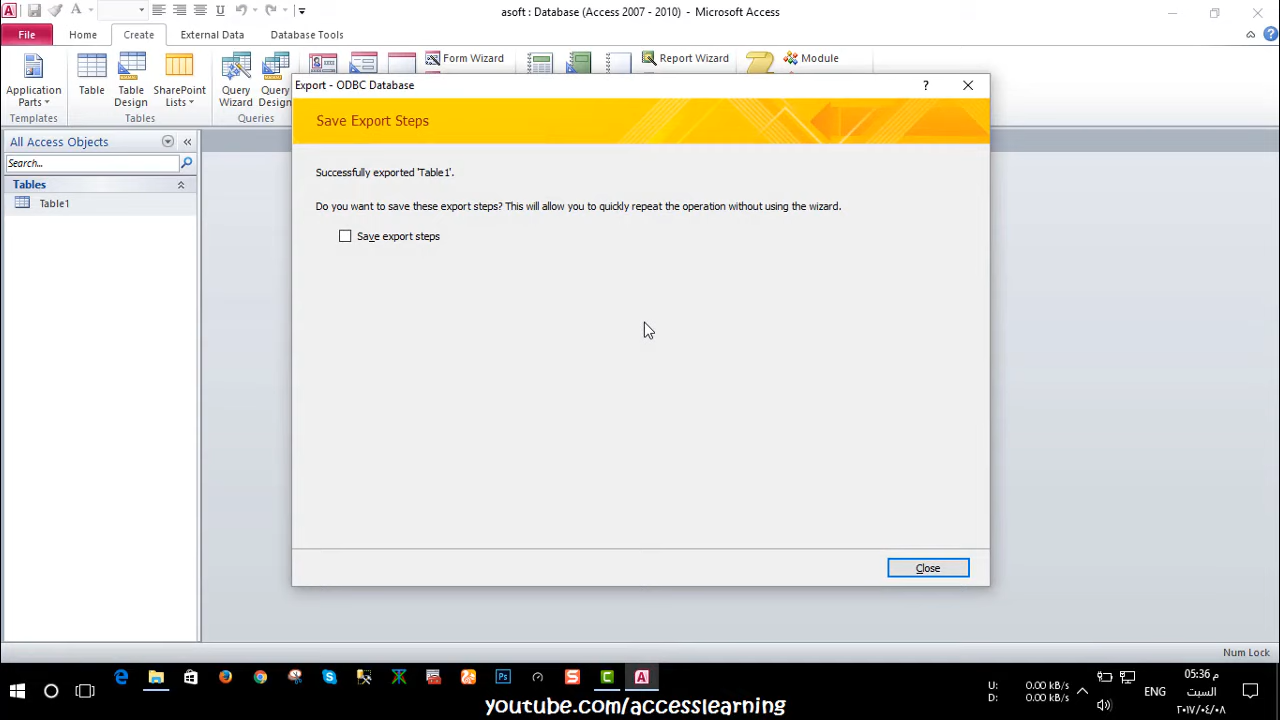 asoft : Database (Access 2007 - 2010) - Microsoft Access
File Home Create External Data Database Tools
Application Parts
Table
Table Design
SharePoint Lists
Query Wizard
Query Design
Form Wizard
Report Wizard
Module
Templates
Tables
Queries
All Access Objects
Search...
Tables
Table1
Export - ODBC Database
Save Export Steps
Successfully exported 'Table1'.
Do you want to save these export steps? This will allow you to quickly repeat the operation without using the wizard.
Save export steps
Close
Num Lock
U: 0.00 kB/s
D: 0.00 kB/s
ENG
05:36 م
السبت
٢٠١٧/٠٤/٠٨
youtube.com/accesslearning